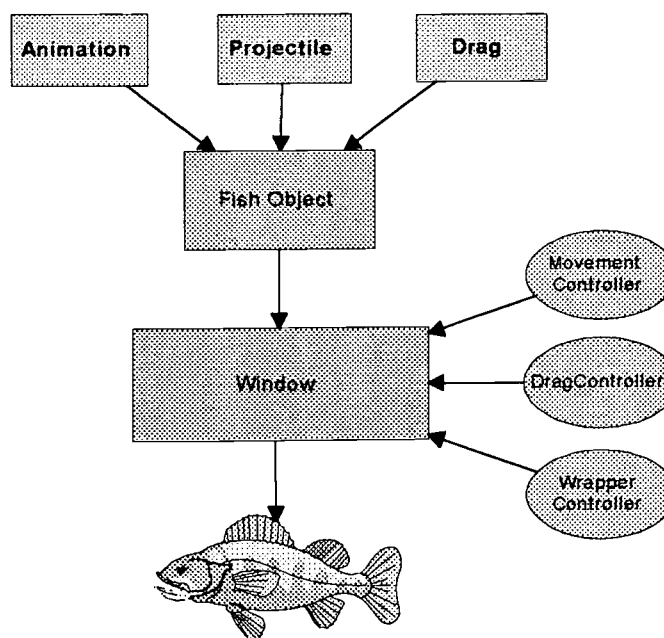 Animation
Projectile
Drag
Fish Object
Movement
Controller
Window
DragController
Wrapper
Controller